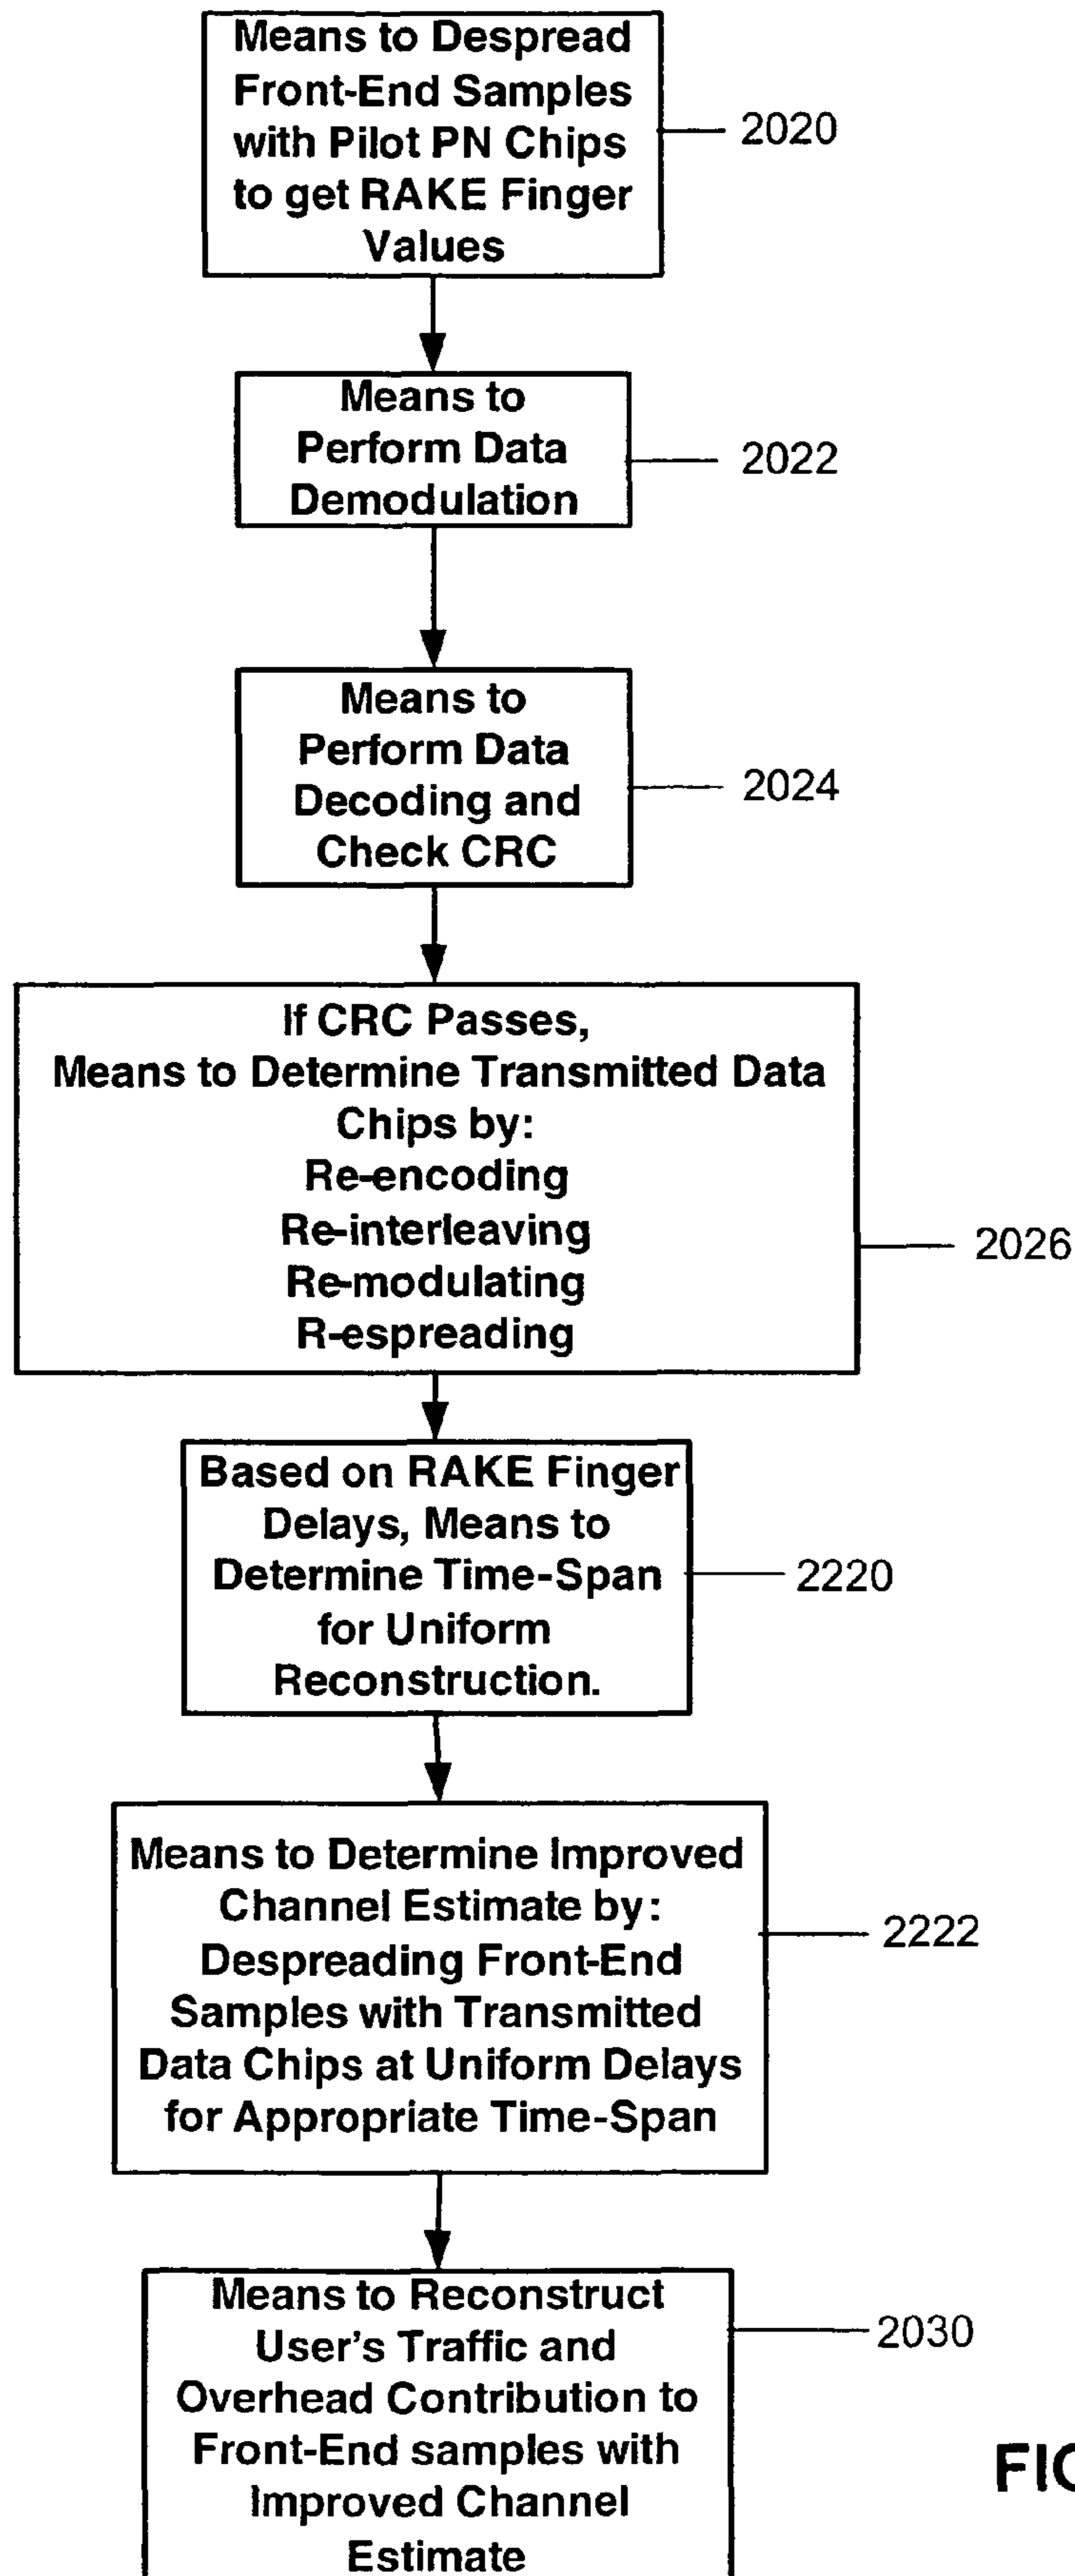 Means to Despread
Front-End Samples
with Pilot PN Chips
to get RAKE Finger
Values
2020
Means to
Perform Data
Demodulation
2022
Means to
Perform Data
Decoding and
Check CRC
2024
If CRC Passes,
Means to Determine Transmitted Data
Chips by:
Re-encoding
Re-interleaving
Re-modulating
R-espreading
2026
Based on RAKE Finger
Delays, Means to
Determine Time-Span
for Uniform
Reconstruction.
2220
Means to Determine Improved
Channel Estimate by:
Despreading Front-End
Samples with Transmitted
Data Chips at Uniform Delays
for Appropriate Time-Span
2222
Means to Reconstruct
User's Traffic and
Overhead Contribution to
Front-End samples with
Improved Channel
Estimate
2030